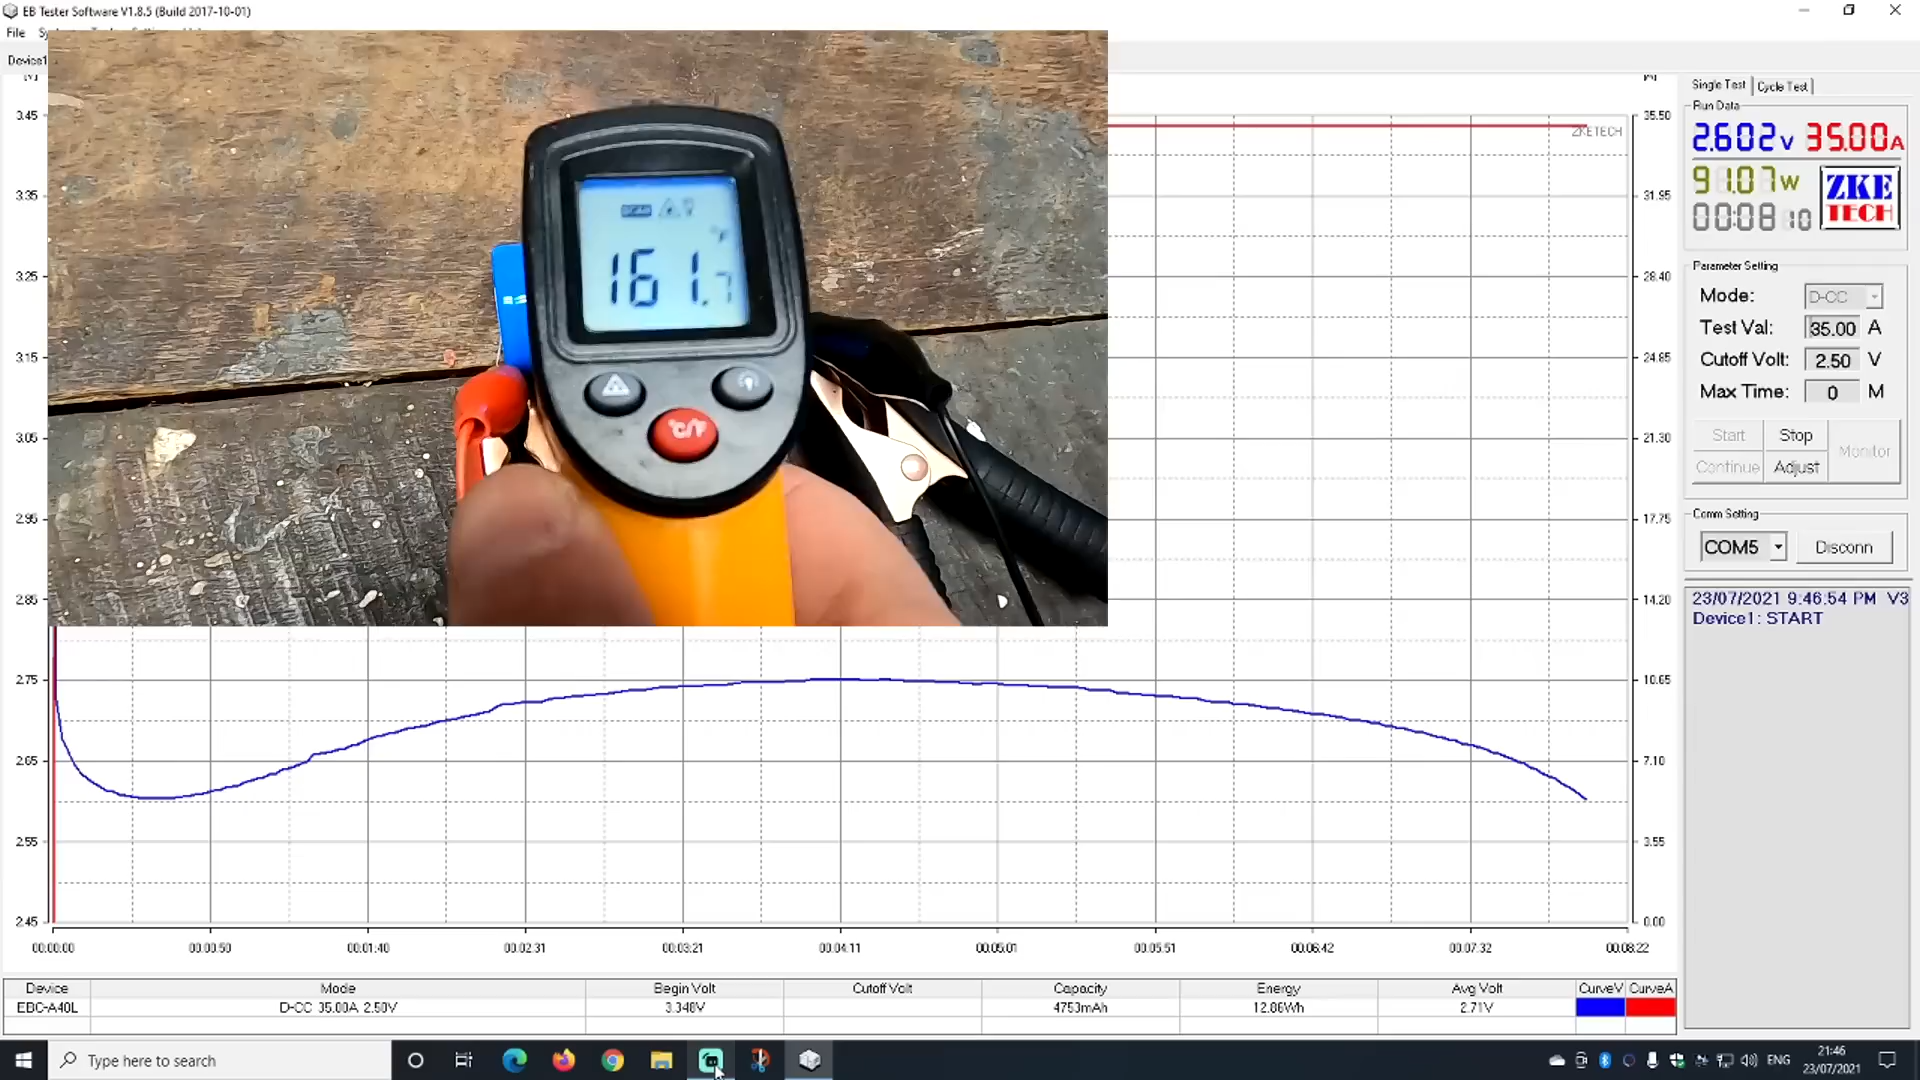 EB Tester Software V1.8.5 (Build 2017-10-01)
File
Device1
3.45
3.35
3.25
3.15
3.05
2.95
2.85
2.75
2.65
2.55
2.45
SCAN
°F
161.7
°C/°F
ZKETECH
35.50
31.95
28.40
24.85
21.30
17.75
14.20
10.65
7.10
3.55
0.00
00:00:00 00:00:50 00:01:40 00:02:31 00:03:21 00:04:11 00:05:01 00:05:51 00:06:42 00:07:32 00:08:22
Single Test Cycle Test
Run Data
2.602V 35.00A
91.07W
00:08 10
ZKE
TECH
Parameter Setting
Mode: D-CC
Test Val: 35.00 A
Cutoff Volt: 2.50 V
Max Time: 0 M
Start Stop Monitor
Continue Adjust
Comm Setting
COM5 Disconn
23/07/2021 9:46:54 PM V3
Device1: START
Device Mode Begin Volt Cutoff Volt Capacity Energy Avg Volt CurveV CurveA
EBC-A40L D-CC 35.00A 2.50V 3.348V 4753mAh 12.86Wh 2.71V
Type here to search
ENG
21:46
23/07/2021